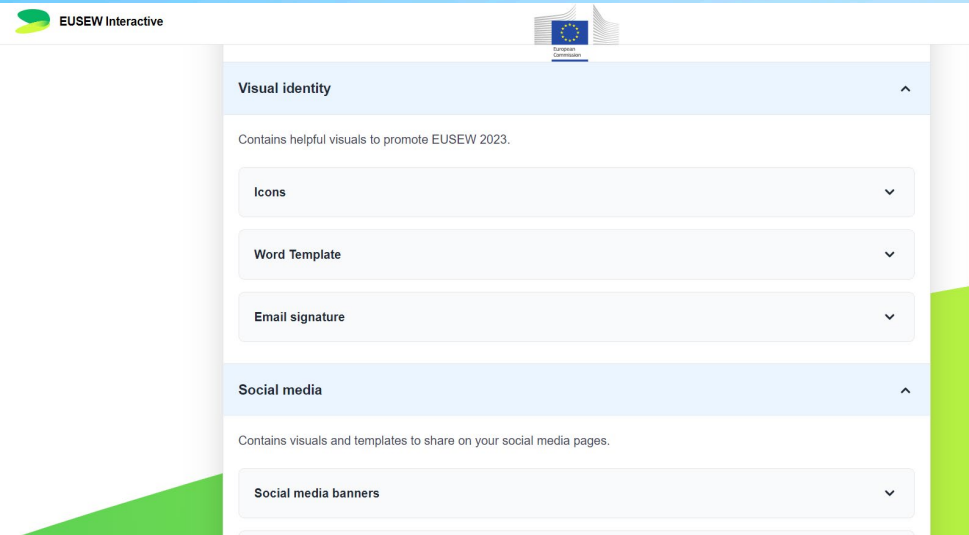 EUSEW Interactive
European
Commission
Visual identity
Contains helpful visuals to promote EUSEW 2023.
Icons
Word Template
Email signature
Social media
Contains visuals and templates to share on your social media pages.
Social media banners